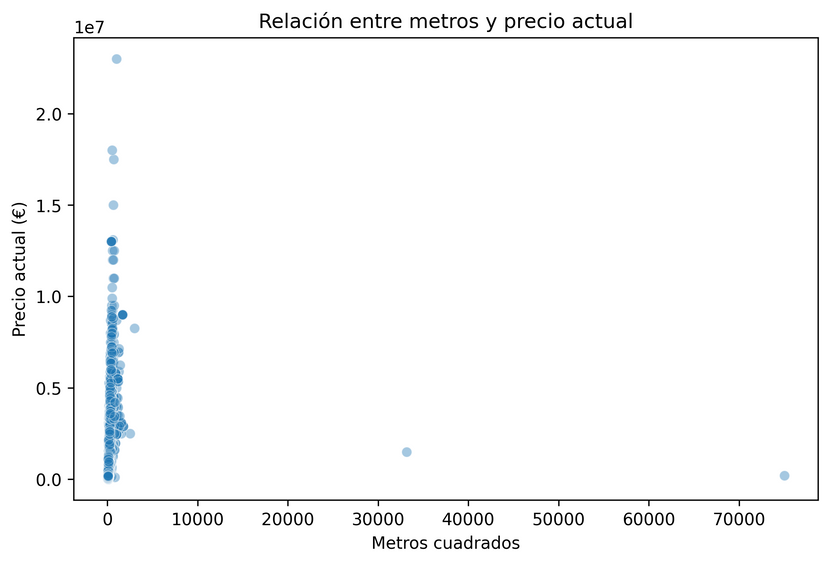 Relación entre metros y precio actual
1e7
2.0
1.5
1.0
0.5
0.0
Precio actual (€)
0 10000 20000 30000 40000 50000 60000 70000
Metros cuadrados